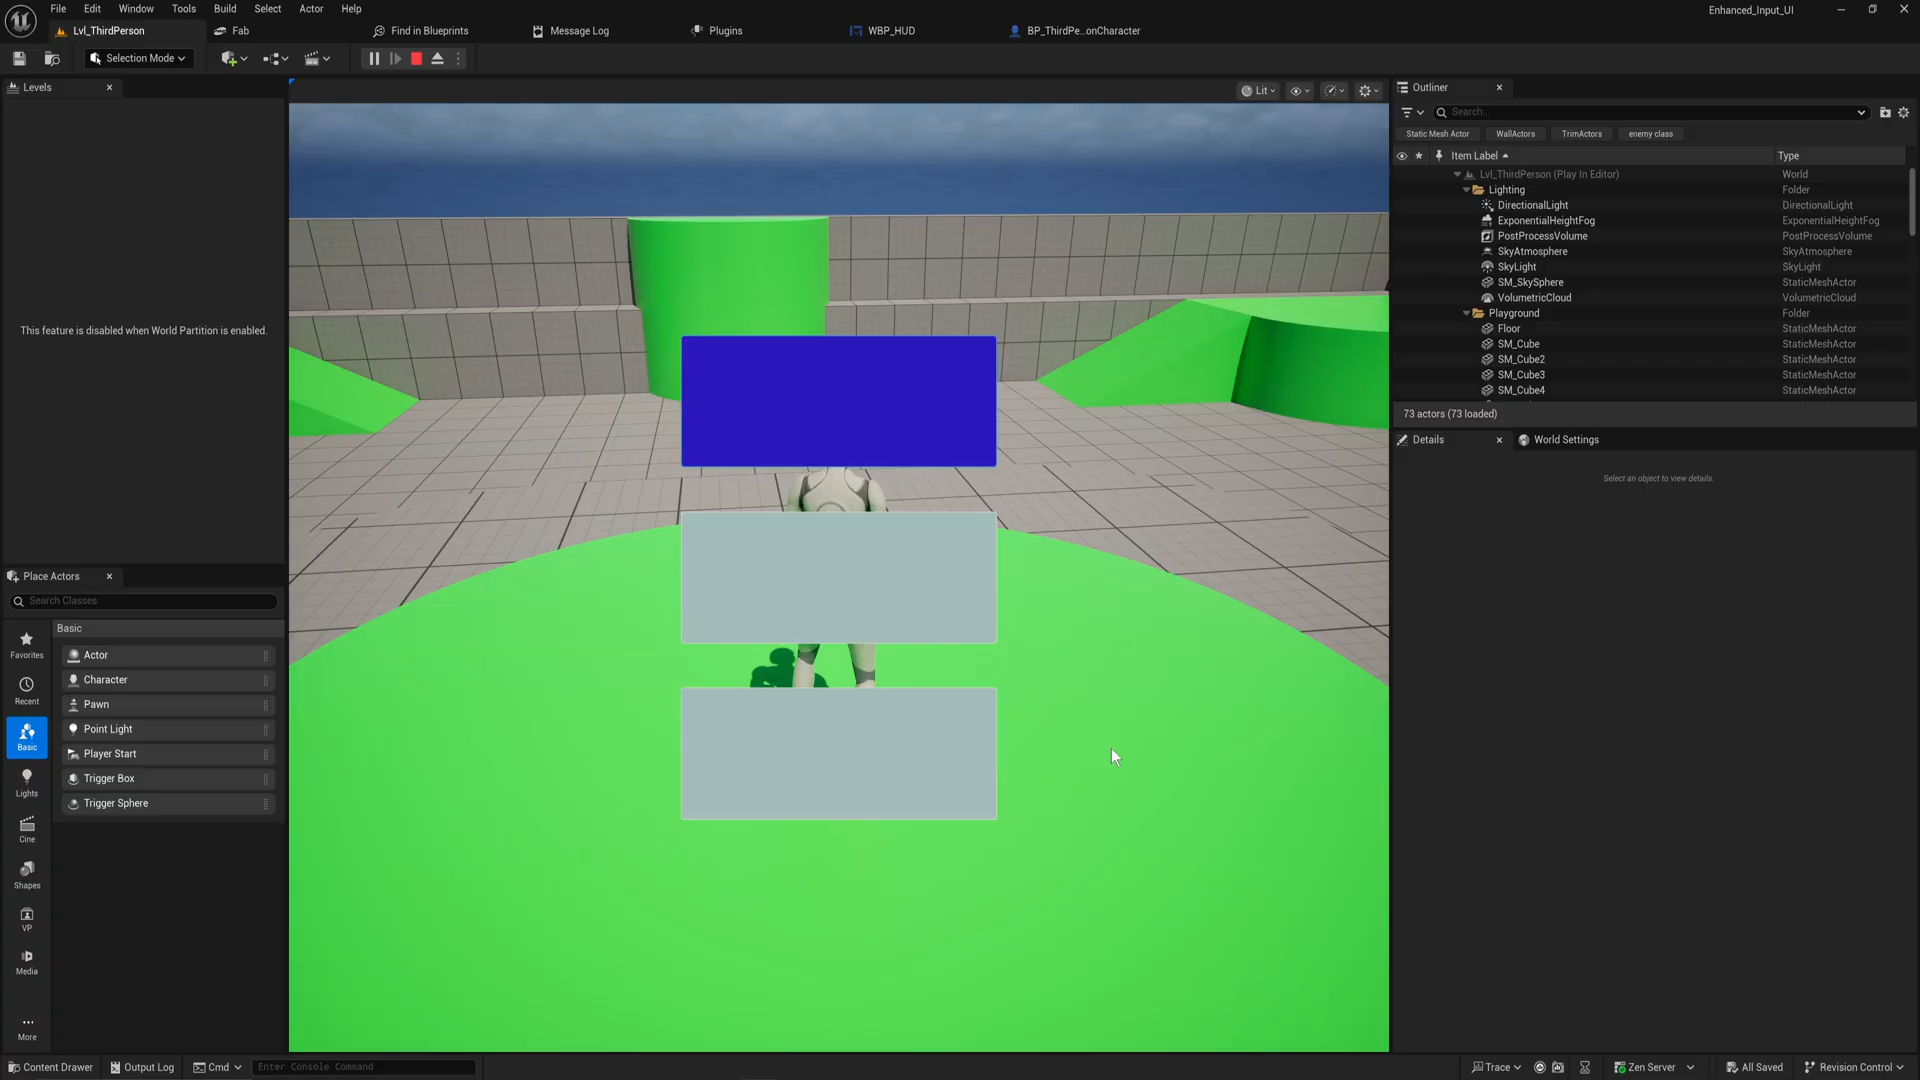 File Edit Window Tools Build Select Actor Help
Enhanced_Input_UI
Lvl_ThirdPerson
Fab
Find in Blueprints
Message Log
Plugins
WBP_HUD
BP_ThirdPe...onCharacter
Selection Mode
Levels
This feature is disabled when World Partition is enabled.
Place Actors
Search Classes
Favorites
Recent
Basic
Lights
Cine
Shapes
VP
Media
More
Basic
Actor
Character
Pawn
Point Light
Player Start
Trigger Box
Trigger Sphere
Lit
Outliner
Search...
Static Mesh Actor WallActors TrimActors enemy class
Item Label Type
Lvl_ThirdPerson (Play In Editor) World
Lighting Folder
DirectionalLight DirectionalLight
ExponentialHeightFog ExponentialHeightFog
PostProcessVolume PostProcessVolume
SkyAtmosphere SkyAtmosphere
SkyLight SkyLight
SM_SkySphere StaticMeshActor
VolumetricCloud VolumetricCloud
Playground Folder
Floor StaticMeshActor
SM_Cube StaticMeshActor
SM_Cube2 StaticMeshActor
SM_Cube3 StaticMeshActor
SM_Cube4 StaticMeshActor
73 actors (73 loaded)
Details
World Settings
Select an object to view details.
Content Drawer Output Log Cmd Enter Console Command
Trace Zen Server All Saved Revision Control